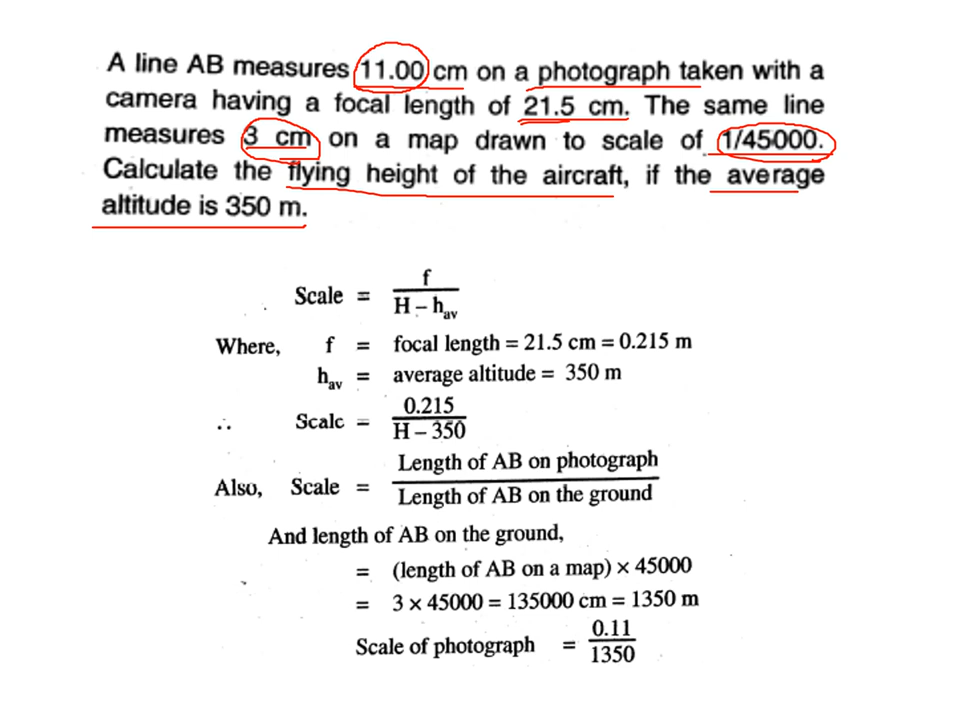 A line AB measures 11.00 cm on a photograph taken with a
camera having a focal length of 21.5 cm. The same line
measures 3 cm on a map drawn to scale of 1/45000.
Calculate the flying height of the aircraft, if the average
altitude is 350 m.
Scale = f / H – hav
Where, f = focal length = 21.5 cm = 0.215 m
hav = average altitude = 350 m
∴ Scale = 0.215 / H – 350
Also, Scale = Length of AB on photograph / Length of AB on the ground
And length of AB on the ground,
= (length of AB on a map) × 45000
= 3 × 45000 = 135000 cm = 1350 m
Scale of photograph = 0.11 / 1350